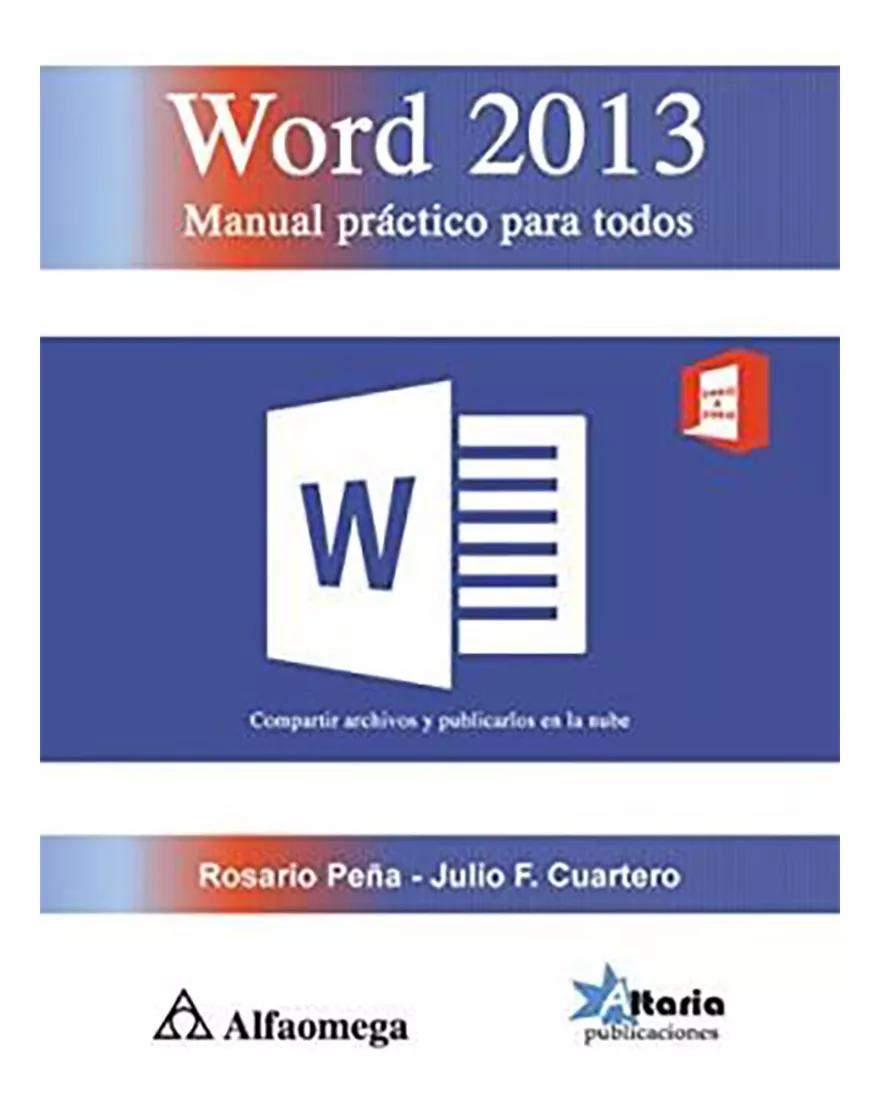 Word 2013
Manual práctico para todos
W
Compartir archivos y publicarlos en la nube
Rosario Peña - Julio F. Cuartero
Alfaomega
Altaria
publicaciones